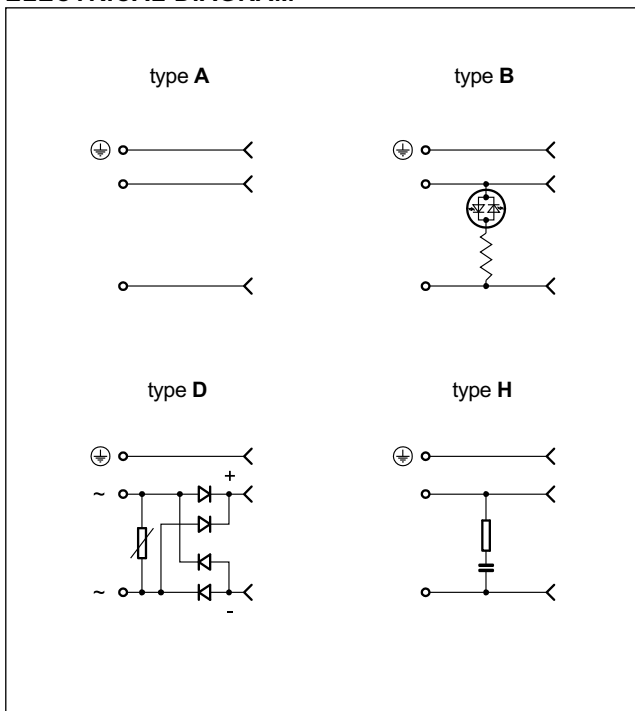 ELECTRICAL DIAGRAM
type A
type B
type D
type H
+
~
~
-